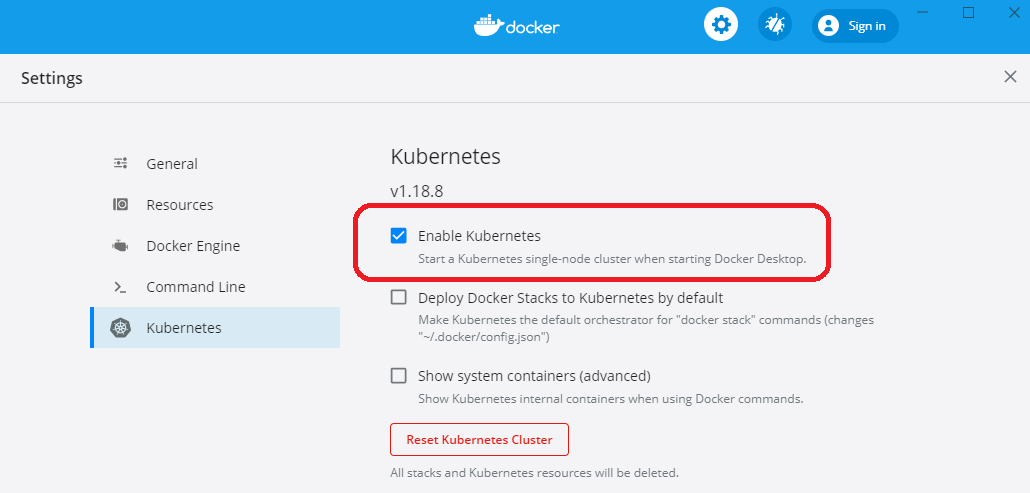 docker
Sign in
Settings
General
Resources
Docker Engine
Command Line
Kubernetes
Kubernetes
v1.18.8
Enable Kubernetes
Start a Kubernetes single-node cluster when starting Docker Desktop.
Deploy Docker Stacks to Kubernetes by default
Make Kubernetes the default orchestrator for "docker stack" commands (changes
"~/.docker/config.json")
Show system containers (advanced)
Show Kubernetes internal containers when using Docker commands.
Reset Kubernetes Cluster
All stacks and Kubernetes resources will be deleted.